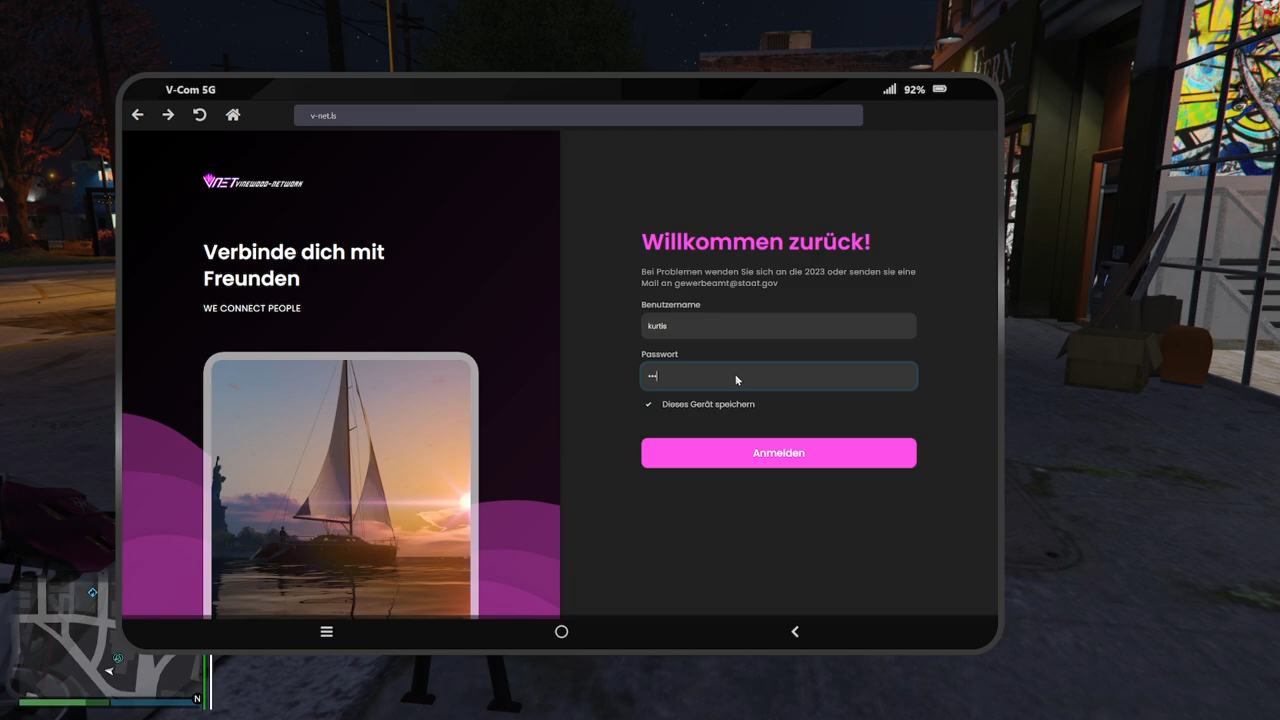 V-Com 5G
92%
v-net.ls
VNET VINEWOOD-NETWORK
Verbinde dich mit
Freunden
WE CONNECT PEOPLE
Willkommen zurück!
Bei Problemen wenden Sie sich an die 2023 oder senden sie eine
Mail an gewerbeamt@staat.gov
Benutzername
kurtis
Passwort
Dieses Gerät speichern
Anmelden
N